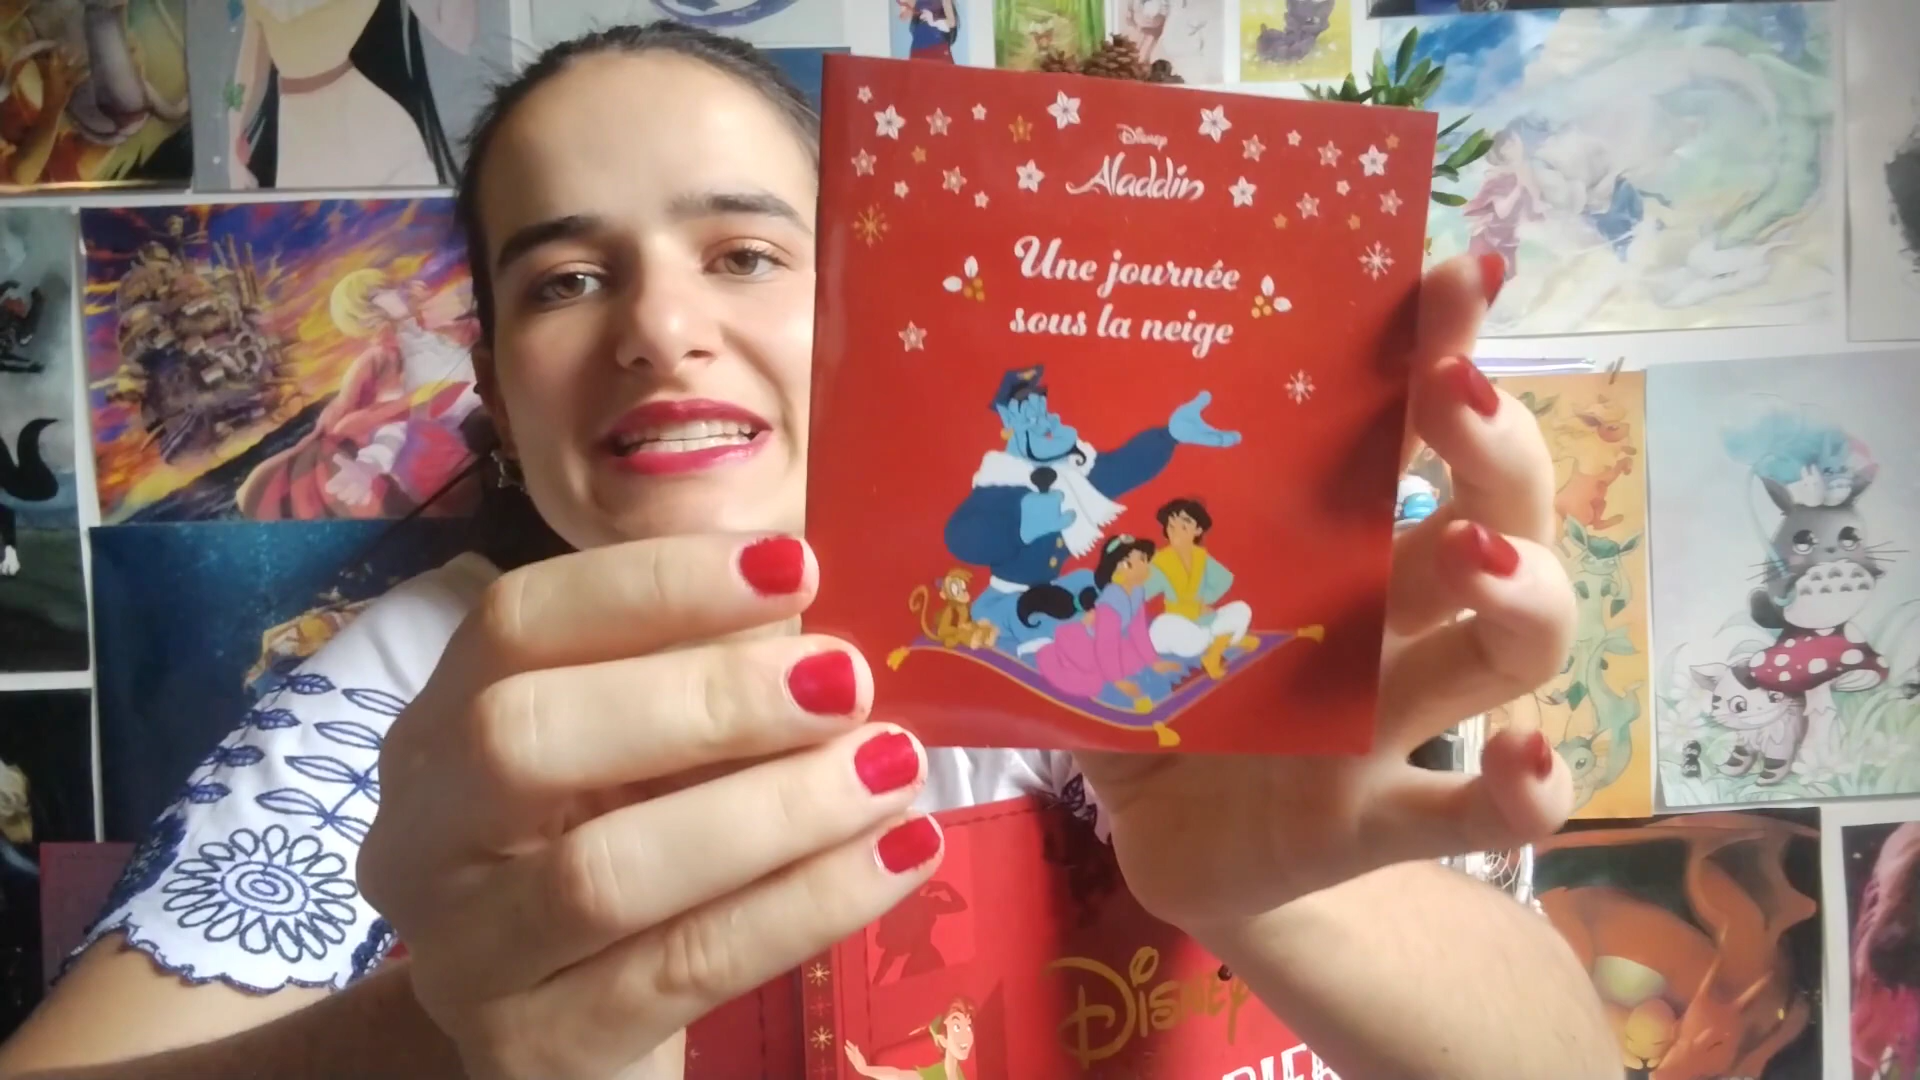 Disney
Aladdin
Une journée
sous la neige
Disney